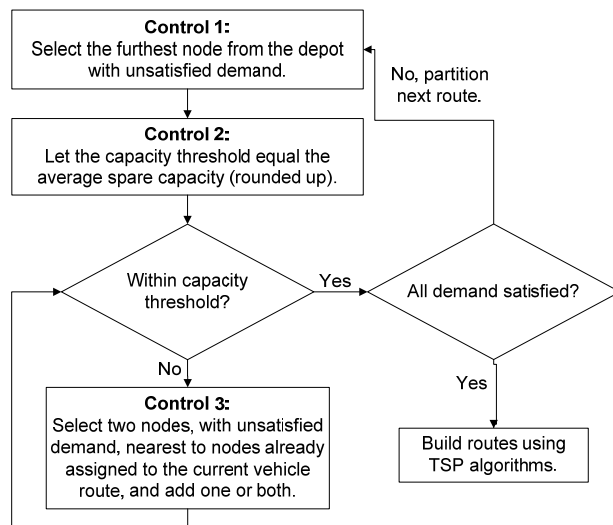 Control 1:
Select the furthest node from the depot
with unsatisfied demand.
No, partition
next route.
Control 2:
Let the capacity threshold equal the
average spare capacity (rounded up).
Within capacity
threshold?
Yes
All demand satisfied?
No
Yes
Control 3:
Select two nodes, with unsatisfied
demand, nearest to nodes already
assigned to the current vehicle
route, and add one or both.
Build routes using
TSP algorithms.